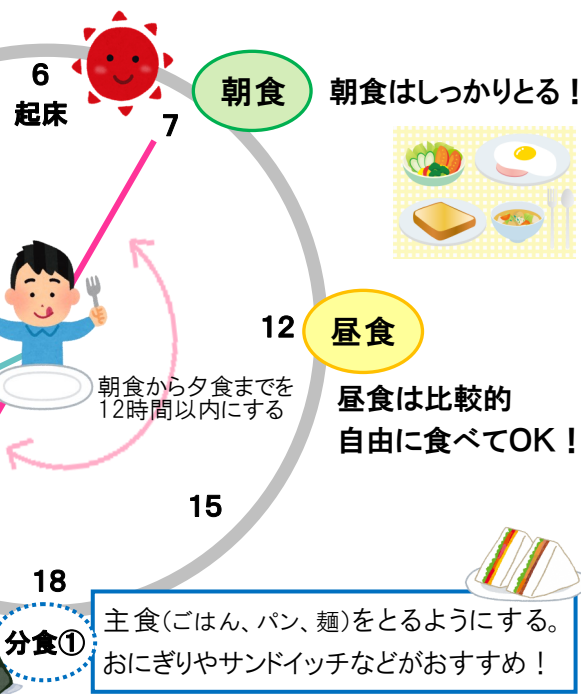 6
起床
7
朝食
朝食はしっかりとる！
12
昼食
朝食から夕食までを
12時間以内にする
昼食は比較的
自由に食べてOK！
15
18
分食①
主食(ごはん、パン、麺)をとるようにする。
おにぎりやサンドイッチなどがおすすめ！